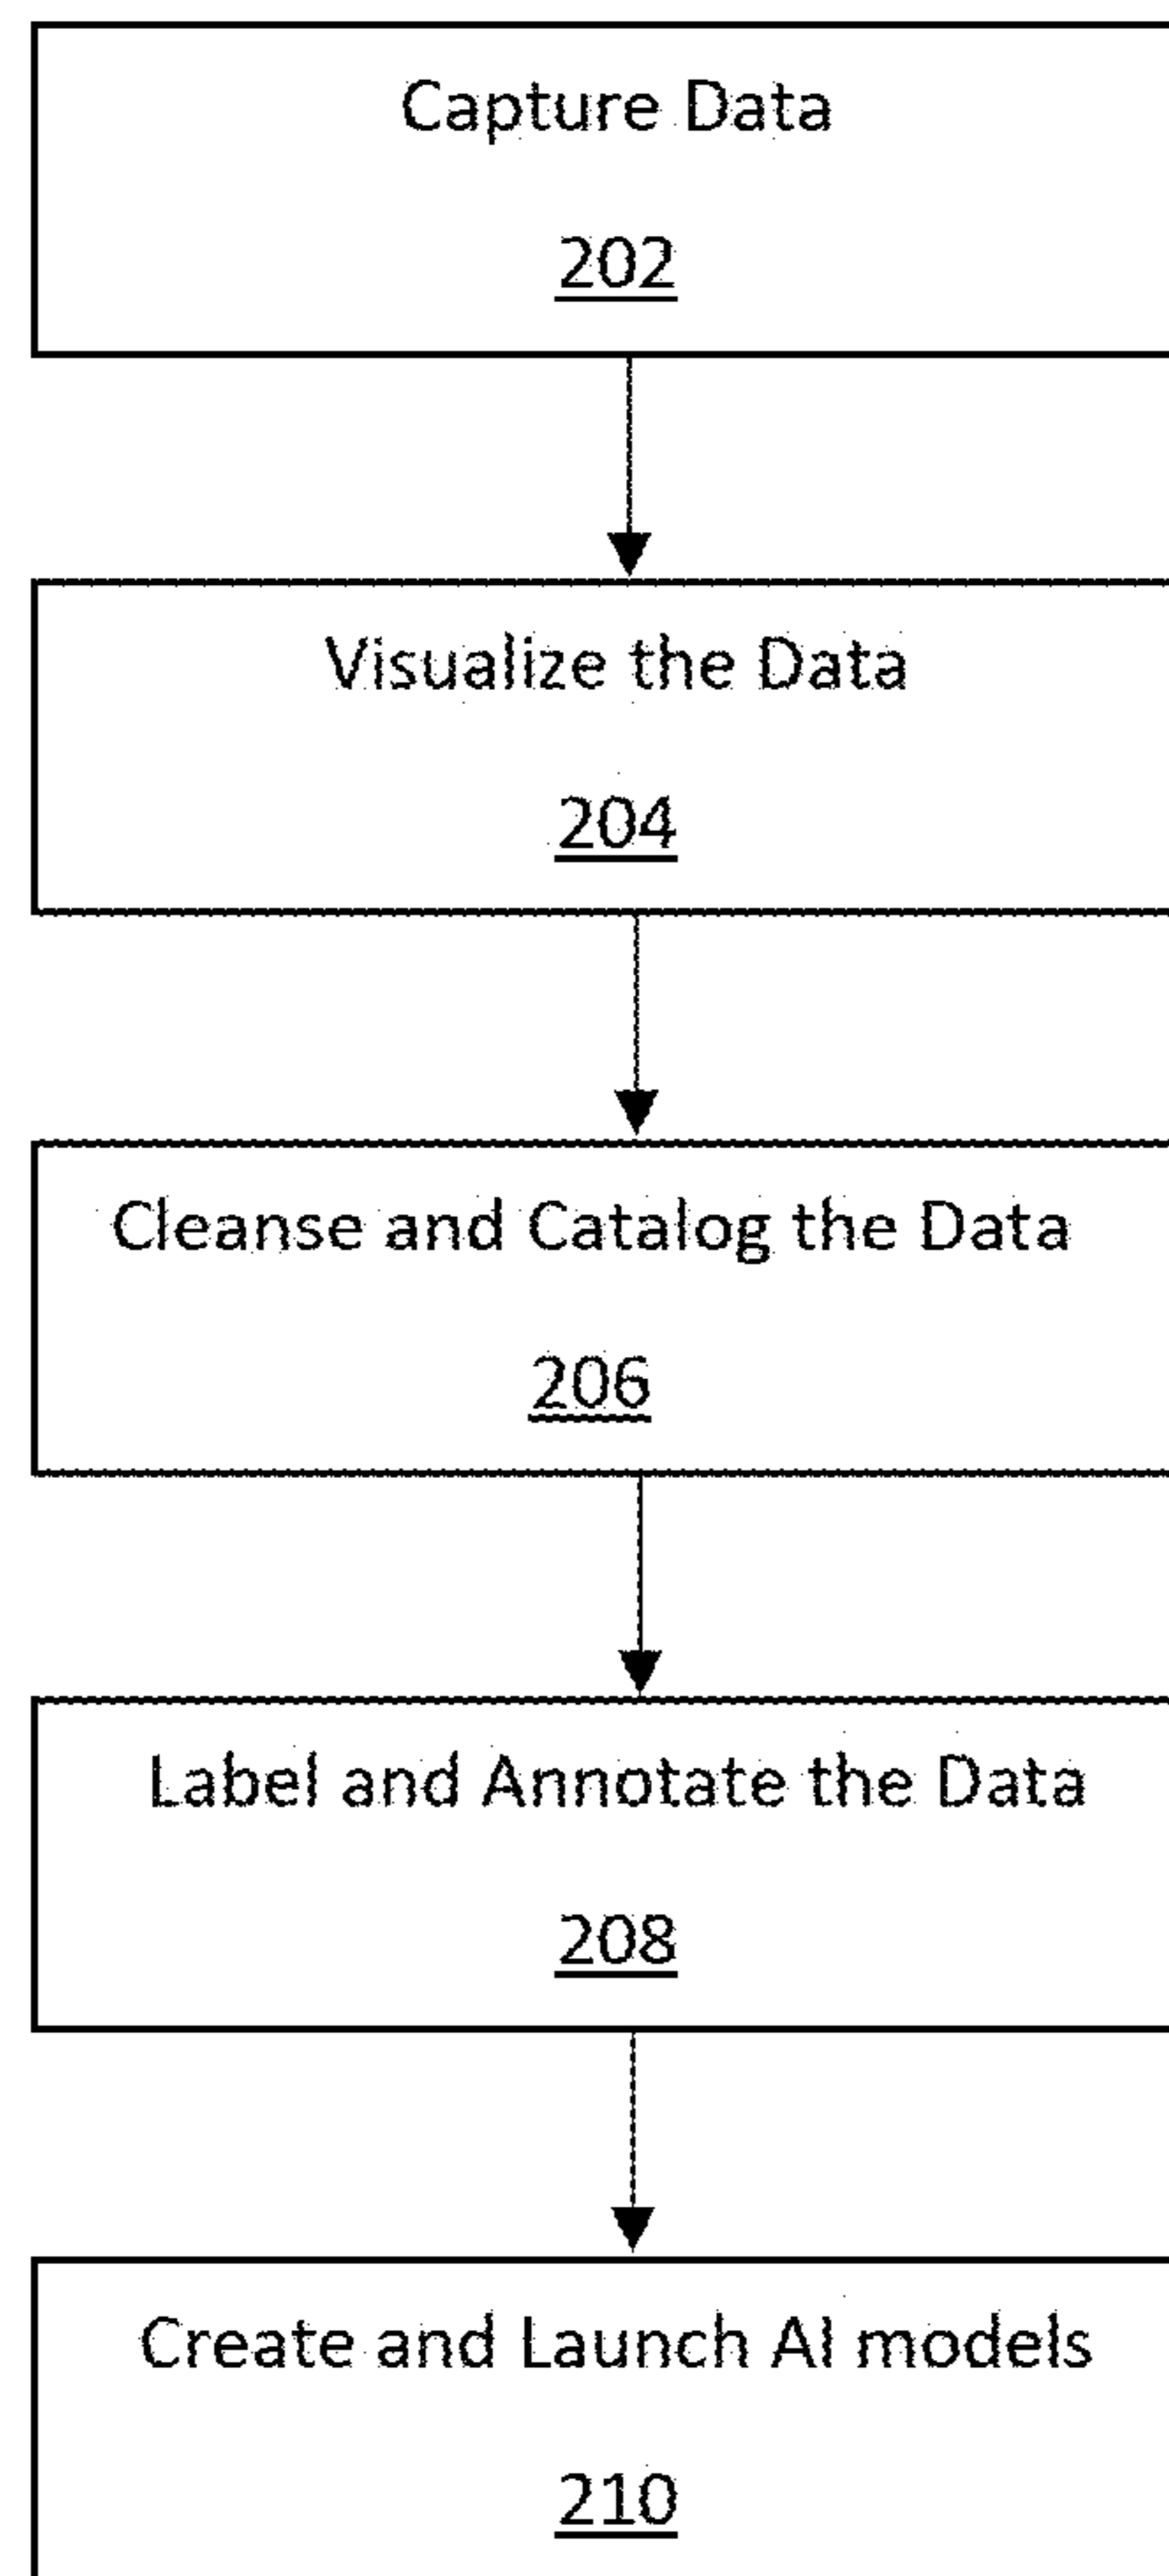 Capture Data
202
Visualize the Data
204
Cleanse and Catalog the Data
206
Label and Annotate the Data
208
Create and Launch AI models
210